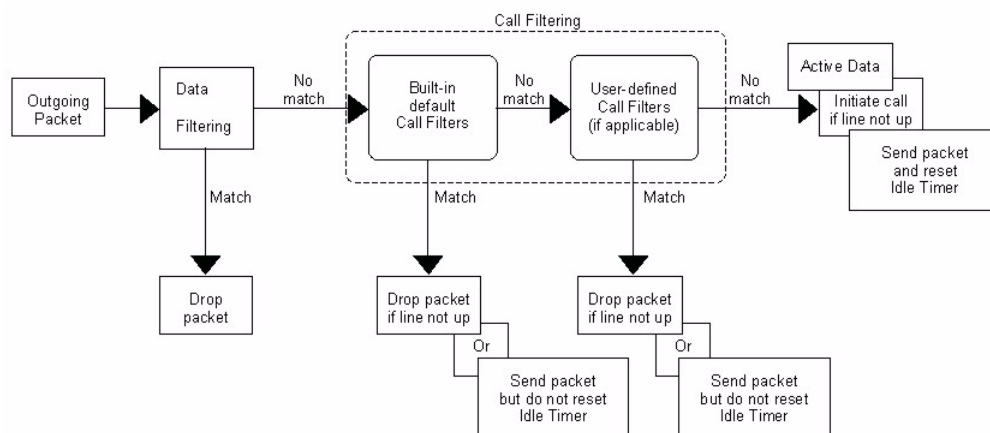 Call Filtering
Outgoing
Packet
Data
Filtering
No
match
Built-in
default
Call Filters
No
match
User-defined
Call Filters
(if applicable)
No
match
Active Data
Initiate call
if line not up
Send packet
and reset
Idle Timer
Match
Match
Match
Drop
packet
Drop packet
if line not up
Or
Send packet
but do not reset
Idle Timer
Drop packet
if line not up
Or
Send packet
but do not reset
Idle Timer